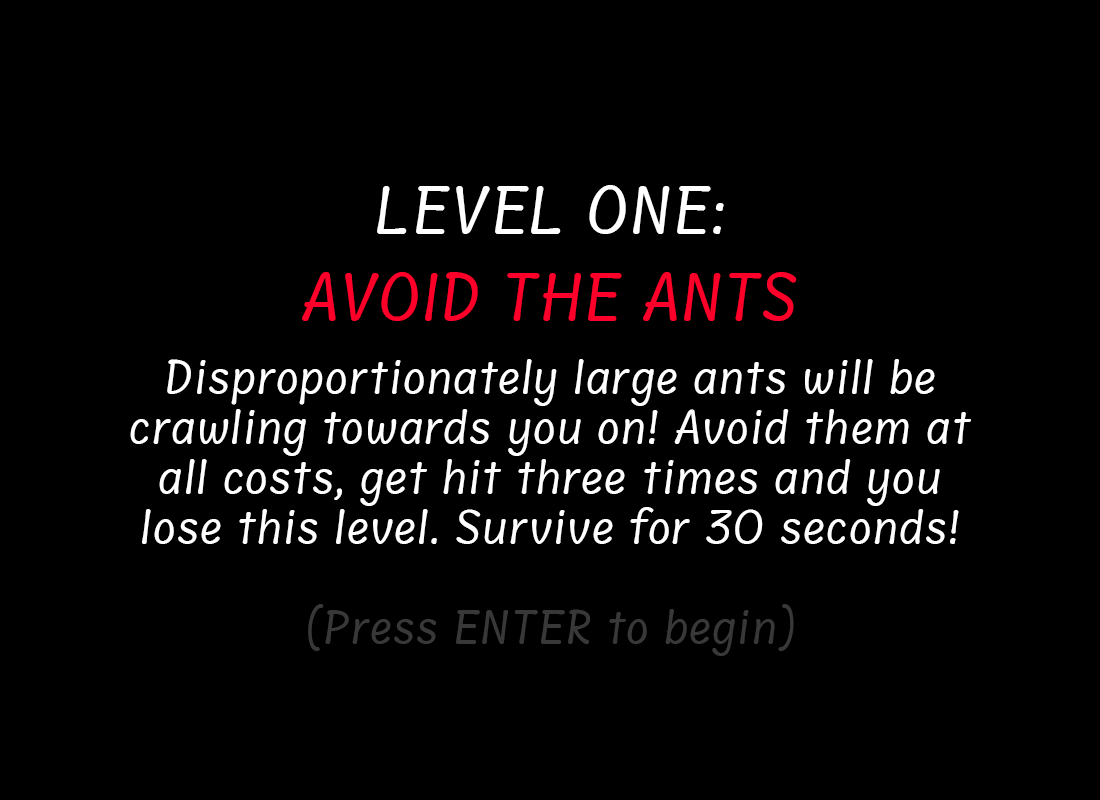 LEVEL ONE:
AVOID THE ANTS
Disproportionately large ants will be
crawling towards you on! Avoid them at
all costs, get hit three times and you
lose this level. Survive for 30 seconds!
(Press ENTER to begin)